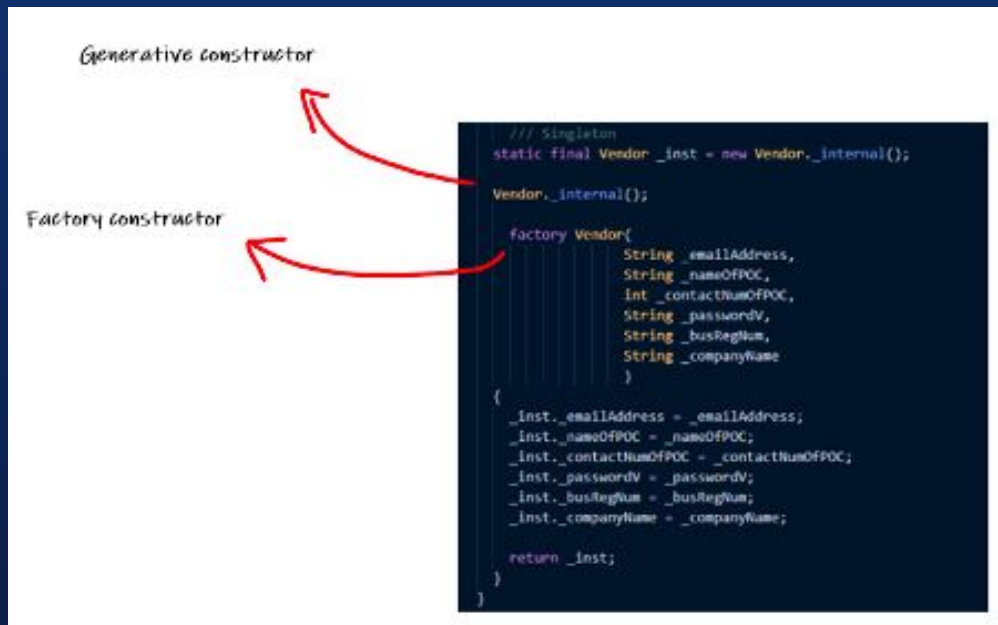 Generative constructor
Factory constructor
/// Singleton
static final Vendor _inst = new Vendor._internal();
Vendor._internal();
factory Vendor(
String _emailAddress,
String _nameOfPOC,
int _contactNumOfPOC,
String _passwordV,
String _busRegNum,
String _companyName
)
{
_inst._emailAddress = _emailAddress;
_inst._nameOfPOC = _nameOfPOC;
_inst._contactNumOfPOC = _contactNumOfPOC;
_inst._passwordV = _passwordV;
_inst._busRegNum = _busRegNum;
_inst._companyName = _companyName;
return _inst;
}
}